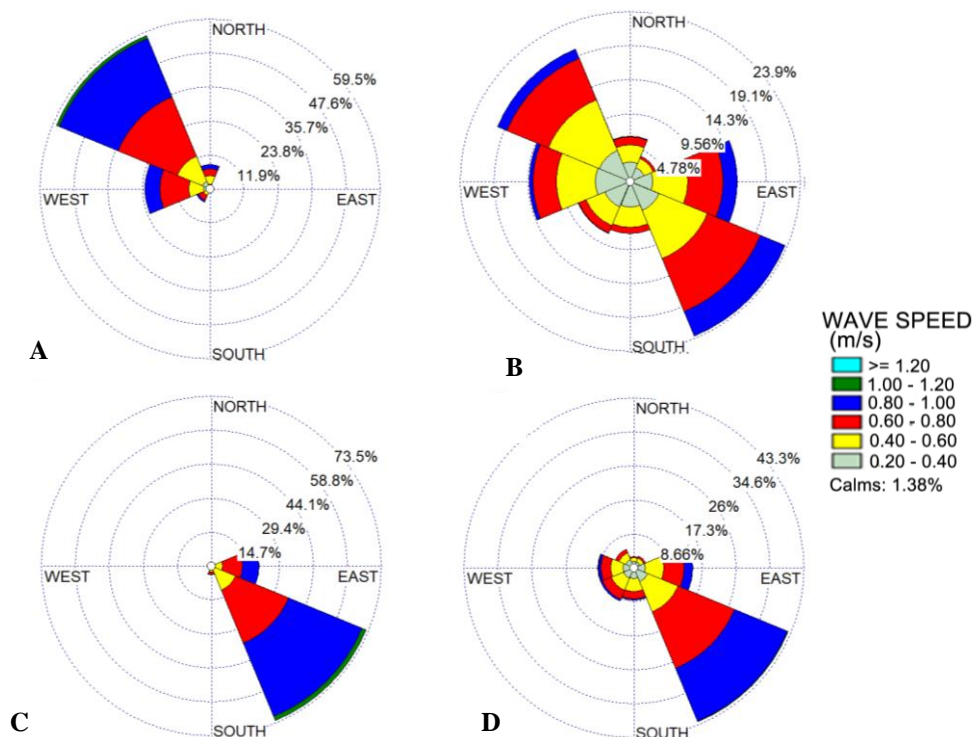 NORTH
59.5%
47.6%
35.7%
23.8%
11.9%
WEST
EAST
SOUTH
A
NORTH
23.9%
19.1%
14.3%
9.56%
4.78%
WEST
EAST
SOUTH
B
WAVE SPEED
(m/s)
>= 1.20
1.00 - 1.20
0.80 - 1.00
0.60 - 0.80
0.40 - 0.60
0.20 - 0.40
Calms: 1.38%
NORTH
73.5%
58.8%
44.1%
29.4%
14.7%
WEST
EAST
SOUTH
C
NORTH
43.3%
34.6%
26%
17.3%
8.66%
WEST
EAST
SOUTH
D